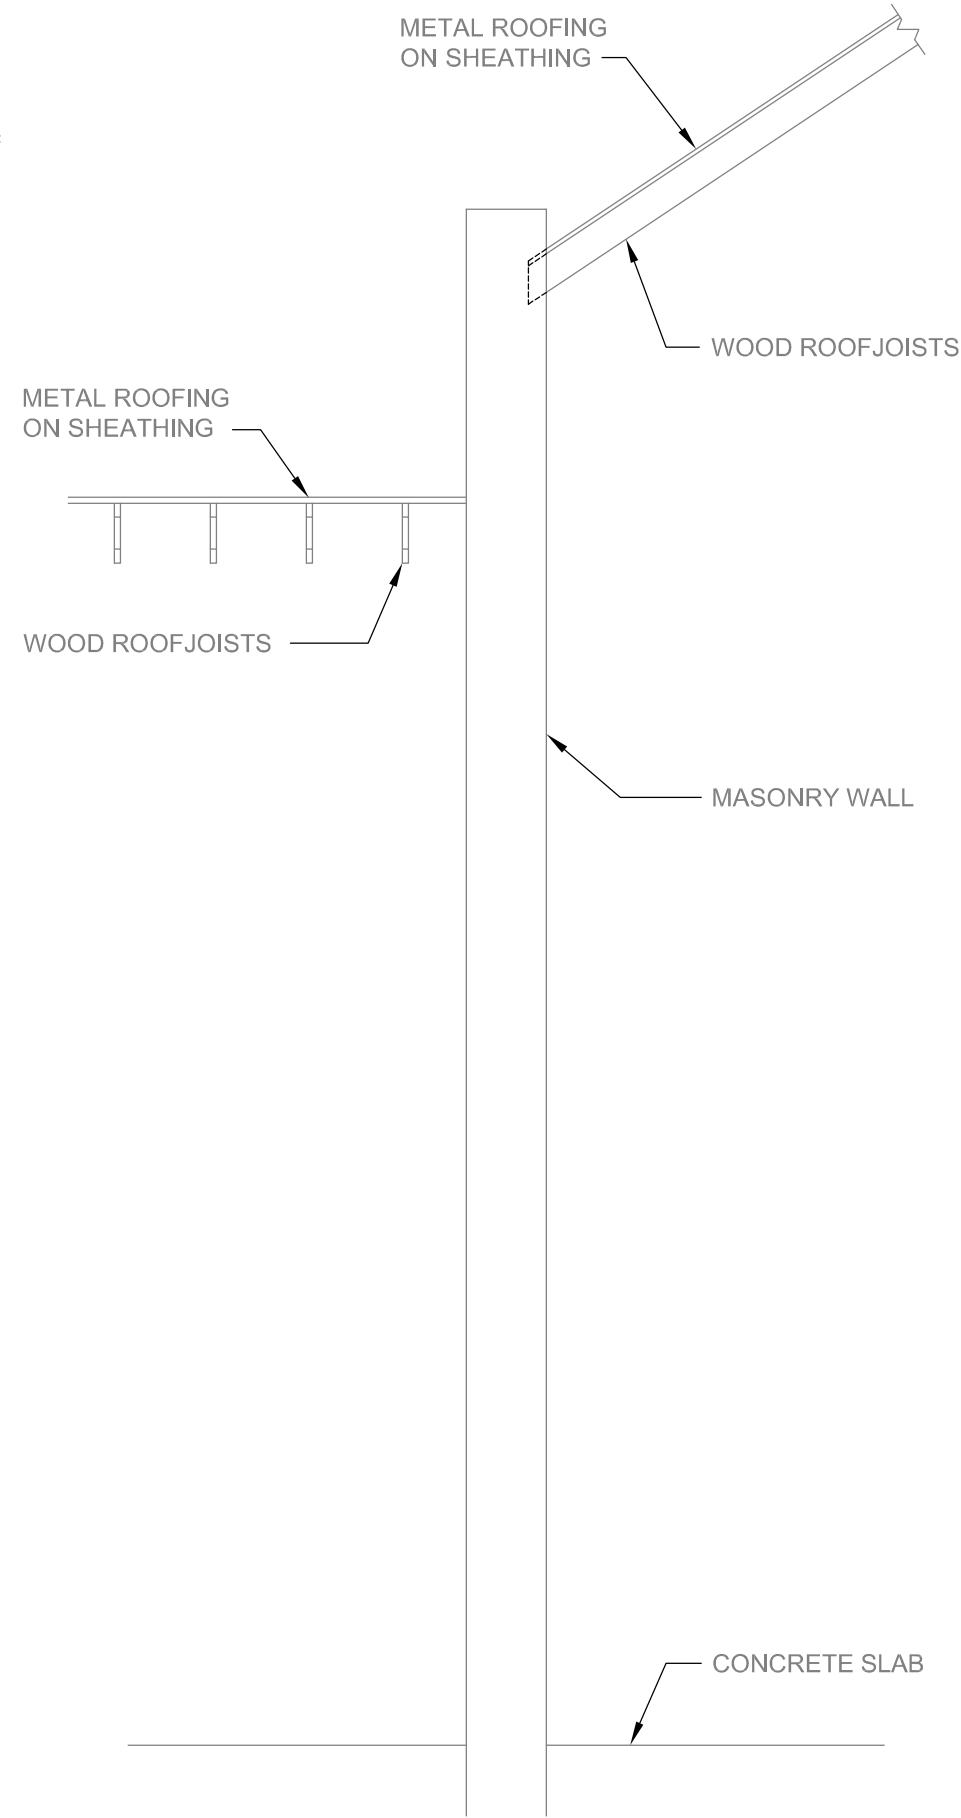 METAL ROOFING
ON SHEATHING
WOOD ROOFJOISTS
METAL ROOFING
ON SHEATHING
WOOD ROOFJOISTS
MASONRY WALL
CONCRETE SLAB